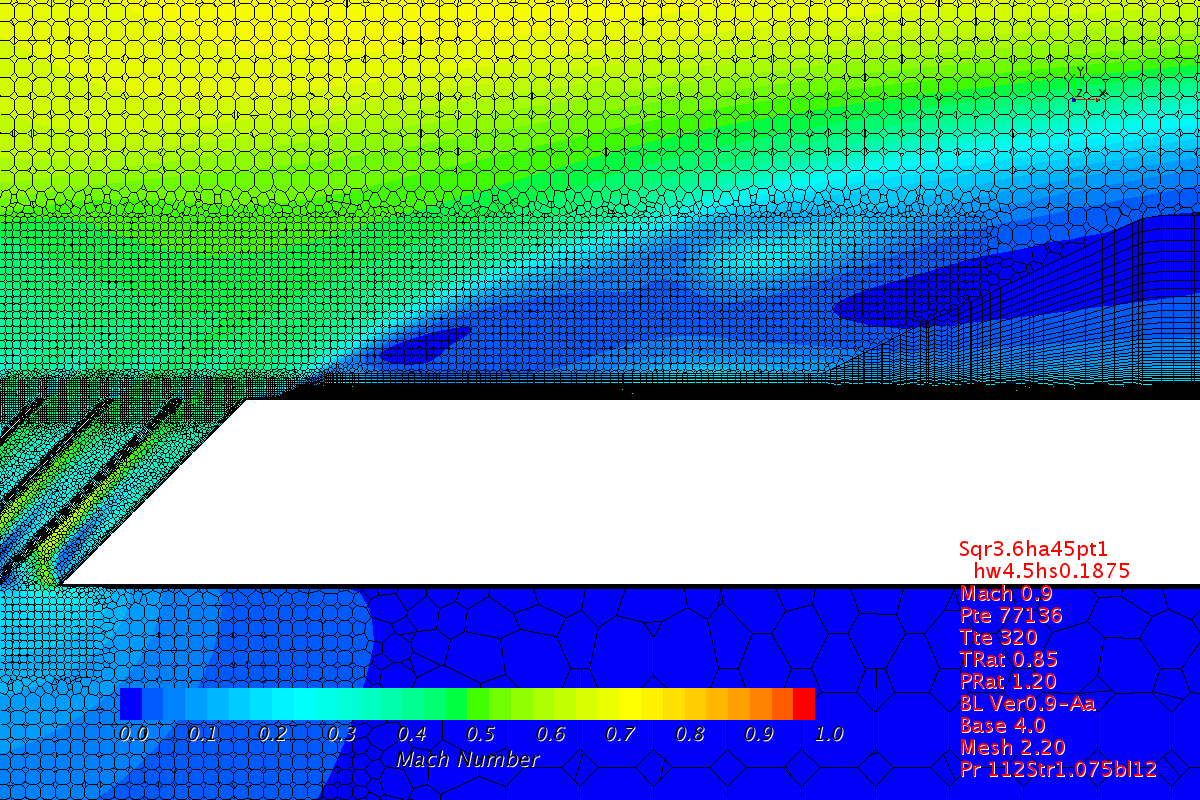 Y
Z X
Sqr3.6ha45pt1
hw4.5hs0.1875
Mach 0.9
Pte 77136
Tte 320
TRat 0.85
PRat 1.20
BL Ver0.9-Aa
Base 4.0
Mesh 2.20
Pr 112Str1.075bl12
0.0 0.1 0.2 0.3 0.4 0.5 0.6 0.7 0.8 0.9 1.0
Mach Number